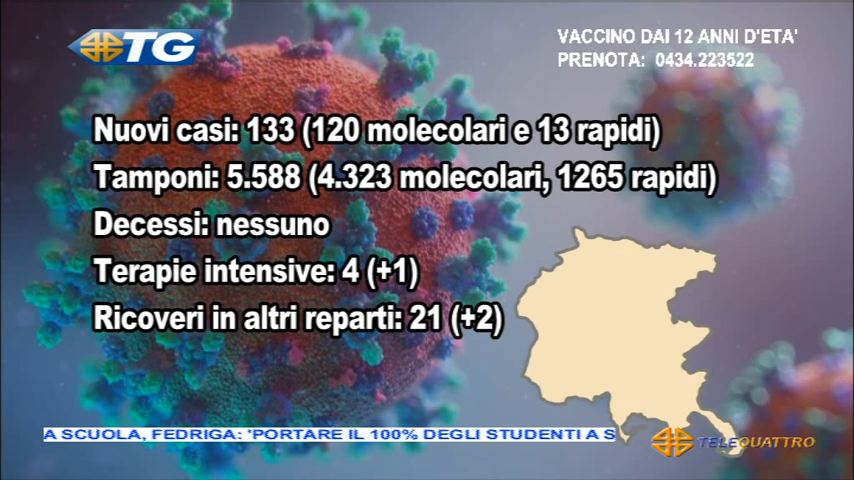 TG
VACCINO DAI 12 ANNI D'ETA'
PRENOTA: 0434.223522
Nuovi casi: 133 (120 molecolari e 13 rapidi)
Tamponi: 5.588 (4.323 molecolari, 1265 rapidi)
Decessi: nessuno
Terapie intensive: 4 (+1)
Ricoveri in altri reparti: 21 (+2)
A SCUOLA, FEDRIGA: "PORTARE IL 100% DEGLI STUDENTI A S
TELEQUATTRO